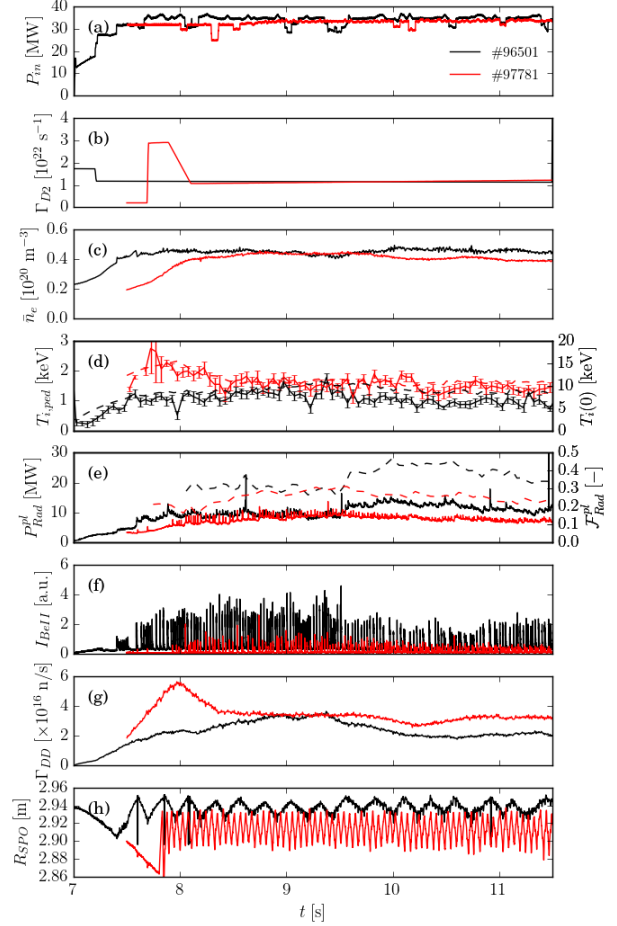 40
30
20
10
0
P_in [MW]
(a)
#96501
#97781
4
3
2
1
0
Γ_D2 [10^22 s^−1]
(b)
0.6
0.4
0.2
0.0
n̄_e [10^20 m^−3]
(c)
3
2
1
0
T_i,ped [keV]
(d)
20
15
10
5
0
T_i(0) [keV]
30
20
10
0
P_Rad^pl [MW]
(e)
0.5
0.4
0.3
0.2
0.1
0.0
F_Rad^pl [–]
6
4
2
0
I_BeII [a.u.]
(f)
6
4
2
0
Γ_DD [×10^16 n/s]
(g)
2.96
2.94
2.92
2.90
2.88
2.86
R_SPO [m]
(h)
7 8 9 10 11
t [s]